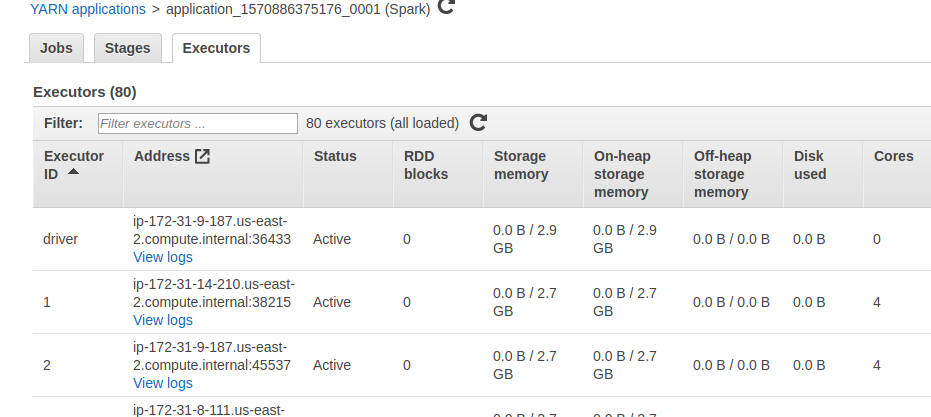 YARN applications > application_1570886375176_0001 (Spark)
Jobs Stages Executors
Executors (80)
Filter: Filter executors ... 80 executors (all loaded)
Executor ID Address Status RDD blocks Storage memory On-heap storage memory Off-heap storage memory Disk used Cores
driver ip-172-31-9-187.us-east-2.compute.internal:36433 View logs Active 0 0.0 B / 2.9 GB 0.0 B / 2.9 GB 0.0 B / 0.0 B 0.0 B 0
1 ip-172-31-14-210.us-east-2.compute.internal:38215 View logs Active 0 0.0 B / 2.7 GB 0.0 B / 2.7 GB 0.0 B / 0.0 B 0.0 B 4
2 ip-172-31-9-187.us-east-2.compute.internal:45537 View logs Active 0 0.0 B / 2.7 GB 0.0 B / 2.7 GB 0.0 B / 0.0 B 0.0 B 4
ip-172-31-8-111.us-east-